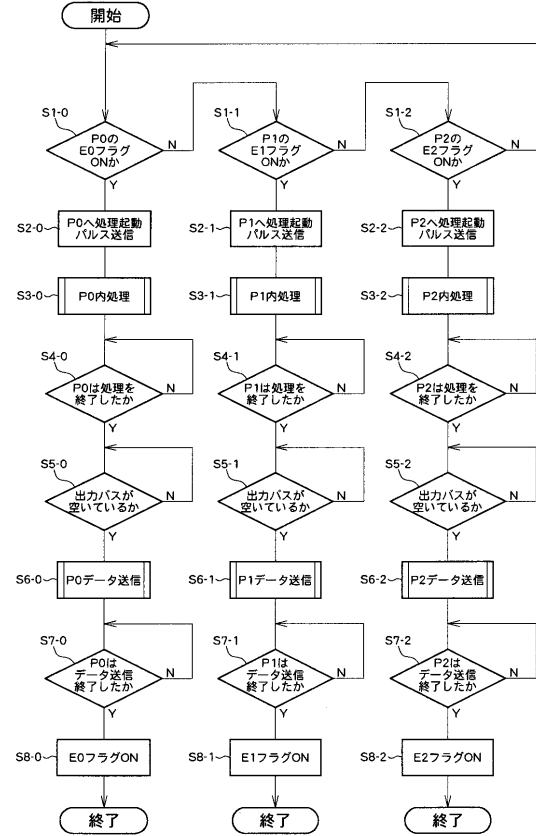 開始
S1-0
P0の
E0フラグ
ONか
N
Y
S1-1
P1の
E1フラグ
ONか
N
Y
S1-2
P2の
E2フラグ
ONか
N
Y
S2-0
P0へ処理起動
パルス送信
S2-1
P1へ処理起動
パルス送信
S2-2
P2へ処理起動
パルス送信
S3-0
P0内処理
S3-1
P1内処理
S3-2
P2内処理
S4-0
P0は処理を
終了したか
N
Y
S4-1
P1は処理を
終了したか
N
Y
S4-2
P2は処理を
終了したか
N
Y
S5-0
出力バスが
空いているか
N
Y
S5-1
出力バスが
空いているか
N
Y
S5-2
出力バスが
空いているか
N
Y
S6-0
P0データ送信
S6-1
P1データ送信
S6-2
P2データ送信
S7-0
P0は
データ送信
終了したか
N
Y
S7-1
P1は
データ送信
終了したか
N
Y
S7-2
P2は
データ送信
終了したか
N
Y
S8-0
E0フラグON
S8-1
E1フラグON
S8-2
E2フラグON
終了
終了
終了